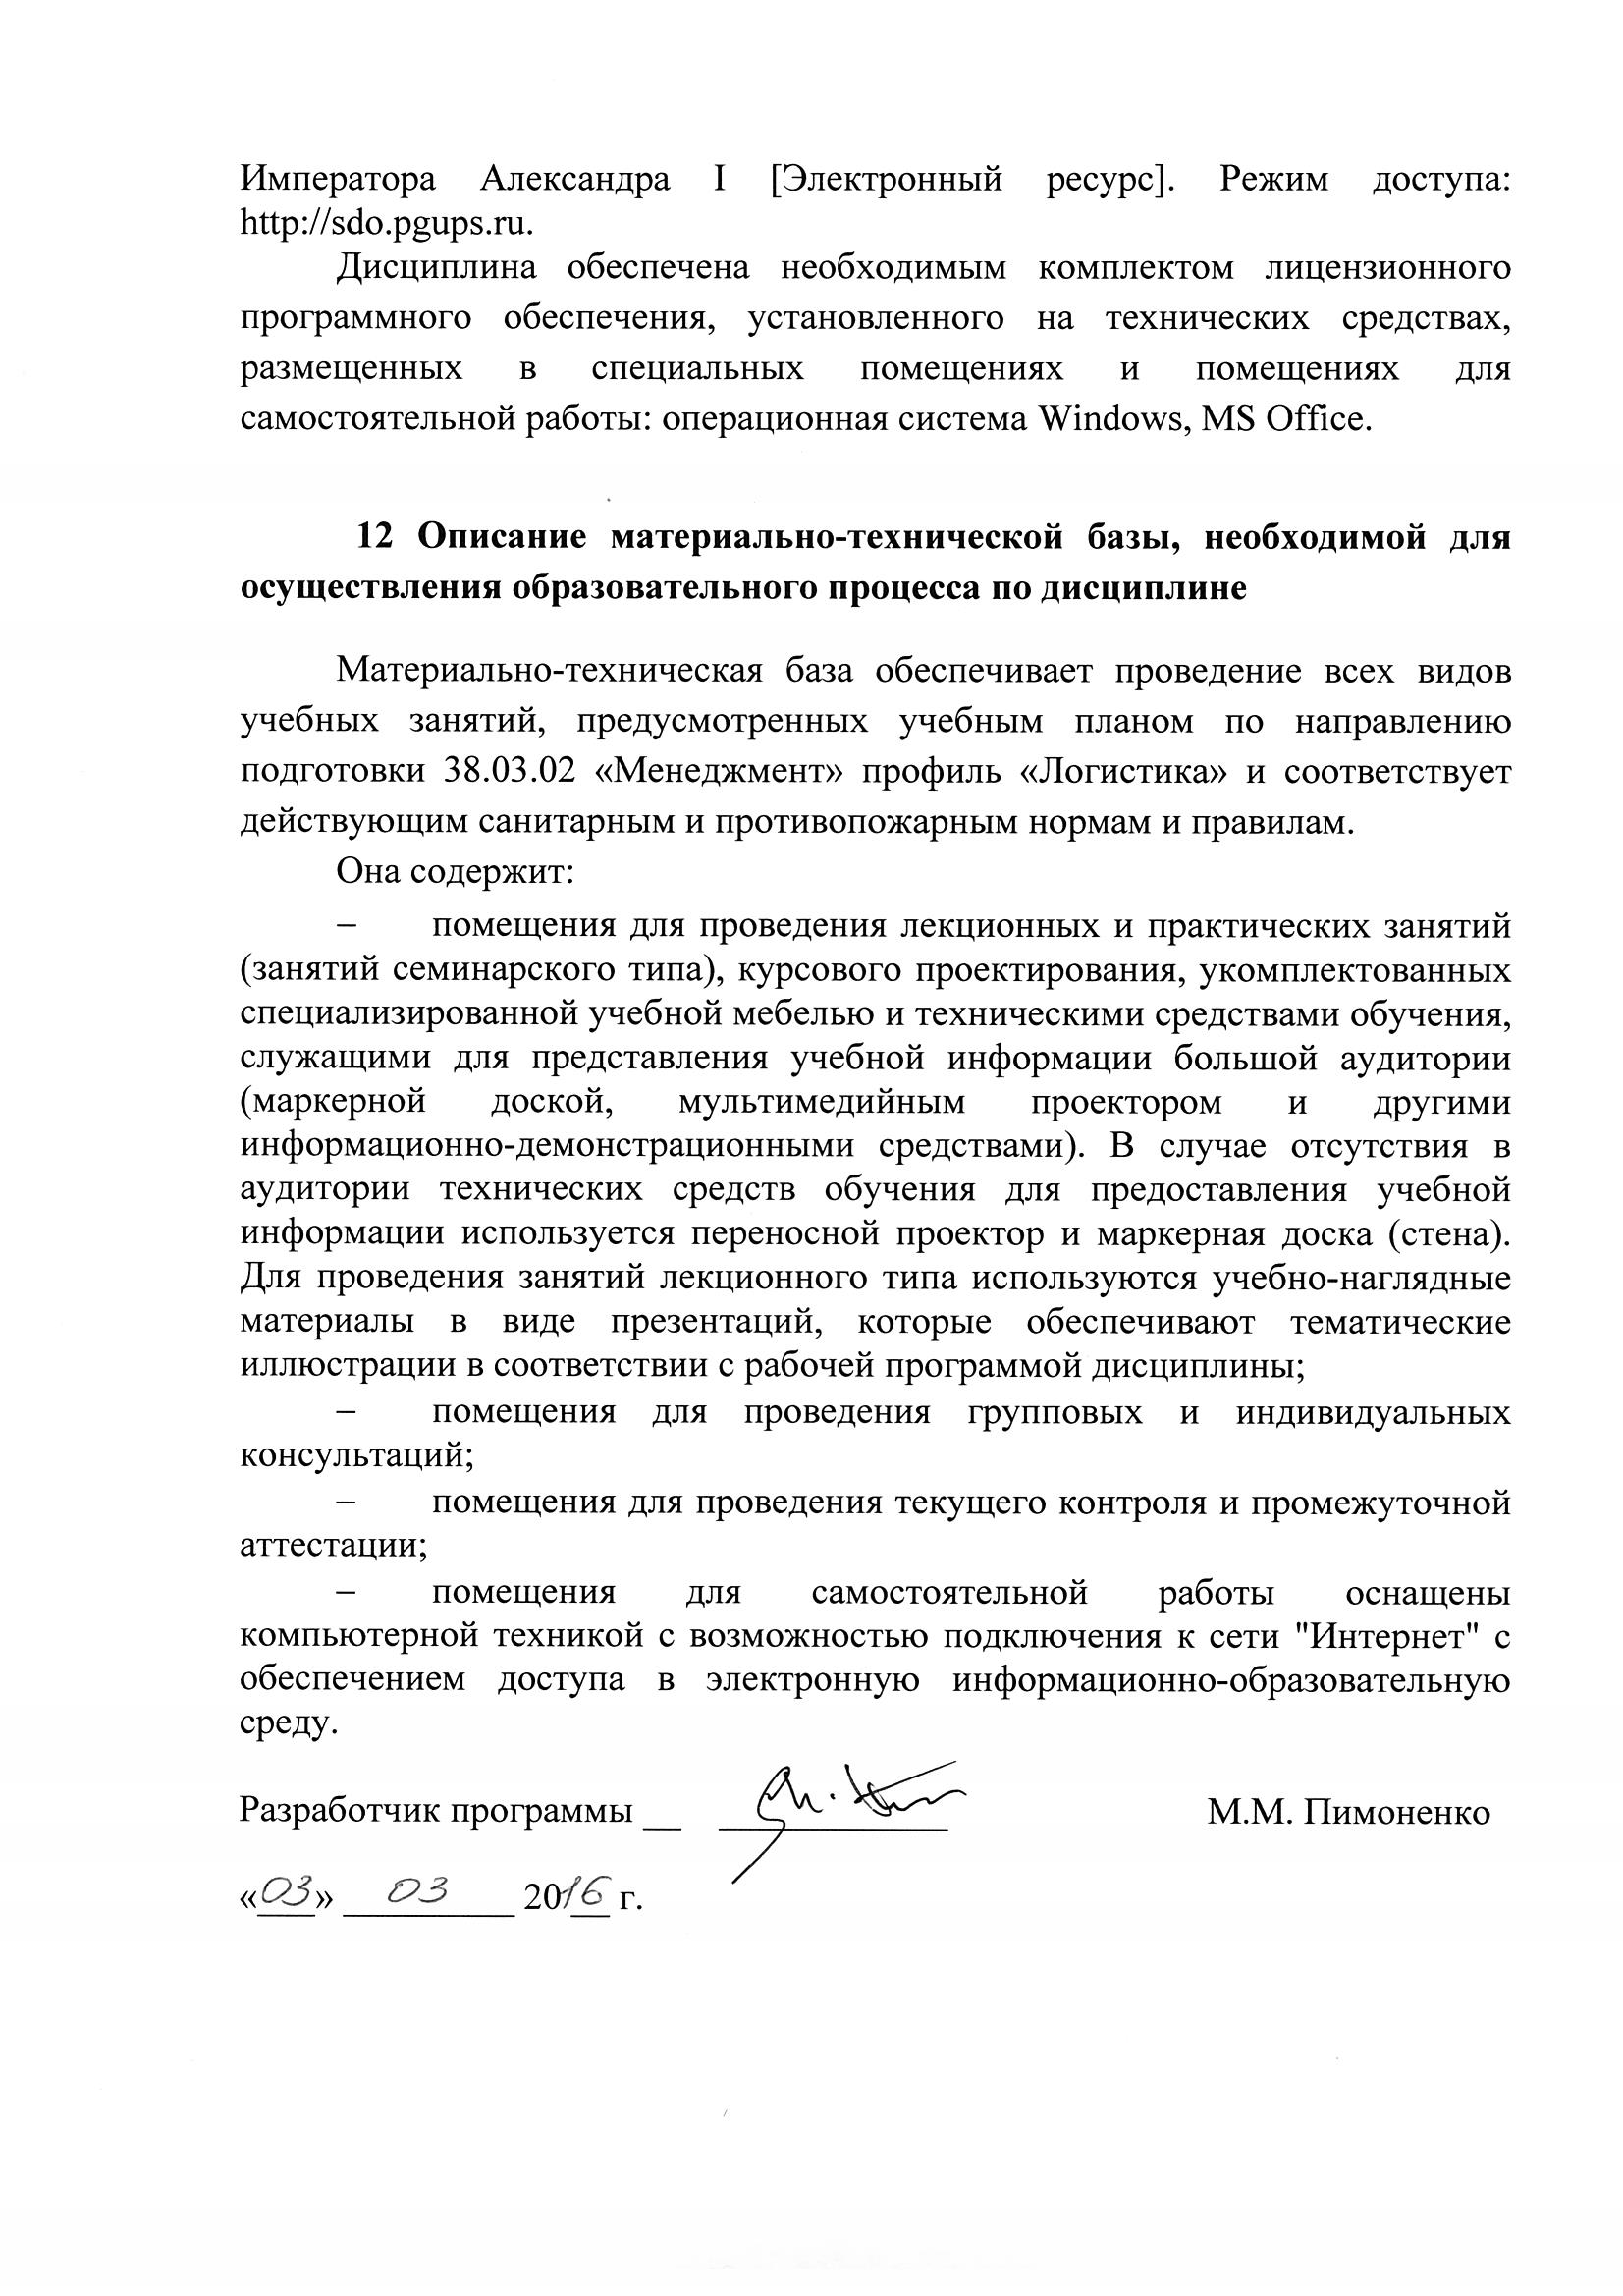 Императора Александра I [Электронный ресурс]. Режим доступа:
http://sdo.pgups.ru.
Дисциплина обеспечена необходимым комплектом лицензионного
программного обеспечения, установленного на технических средствах,
размещенных в специальных помещениях и помещениях для
самостоятельной работы: операционная система Windows, MS Office.
12 Описание материально-технической базы, необходимой для
осуществления образовательного процесса по дисциплине
Материально-техническая база обеспечивает проведение всех видов
учебных занятий, предусмотренных учебным планом по направлению
подготовки 38.03.02 «Менеджмент» профиль «Логистика» и соответствует
действующим санитарным и противопожарным нормам и правилам.
Она содержит:
– помещения для проведения лекционных и практических занятий
(занятий семинарского типа), курсового проектирования, укомплектованных
специализированной учебной мебелью и техническими средствами обучения,
служащими для представления учебной информации большой аудитории
(маркерной доской, мультимедийным проектором и другими
информационно-демонстрационными средствами). В случае отсутствия в
аудитории технических средств обучения для предоставления учебной
информации используется переносной проектор и маркерная доска (стена).
Для проведения занятий лекционного типа используются учебно-наглядные
материалы в виде презентаций, которые обеспечивают тематические
иллюстрации в соответствии с рабочей программой дисциплины;
– помещения для проведения групповых и индивидуальных
консультаций;
– помещения для проведения текущего контроля и промежуточной
аттестации;
– помещения для самостоятельной работы оснащены
компьютерной техникой с возможностью подключения к сети "Интернет" с
обеспечением доступа в электронную информационно-образовательную
среду.
Разработчик программы __ ____________ М.М. Пимоненко
«03» 03 2016 г.